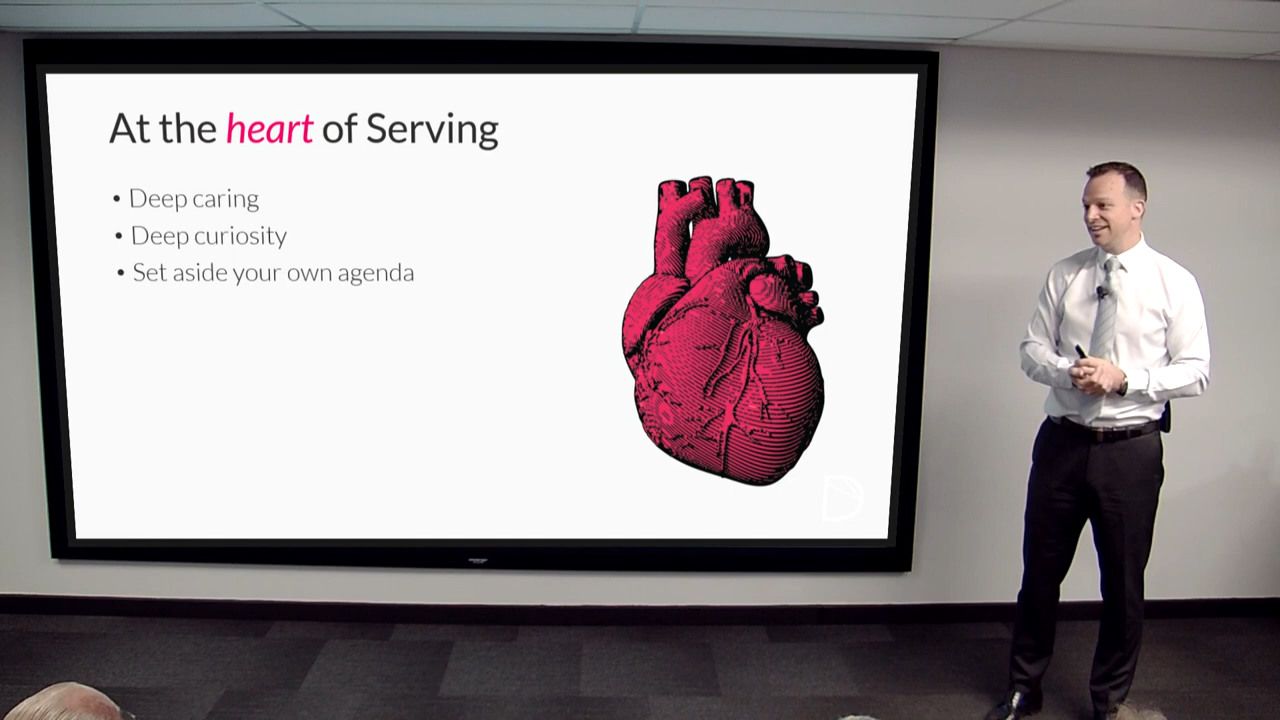 At the heart of Serving
• Deep caring
• Deep curiosity
• Set aside your own agenda